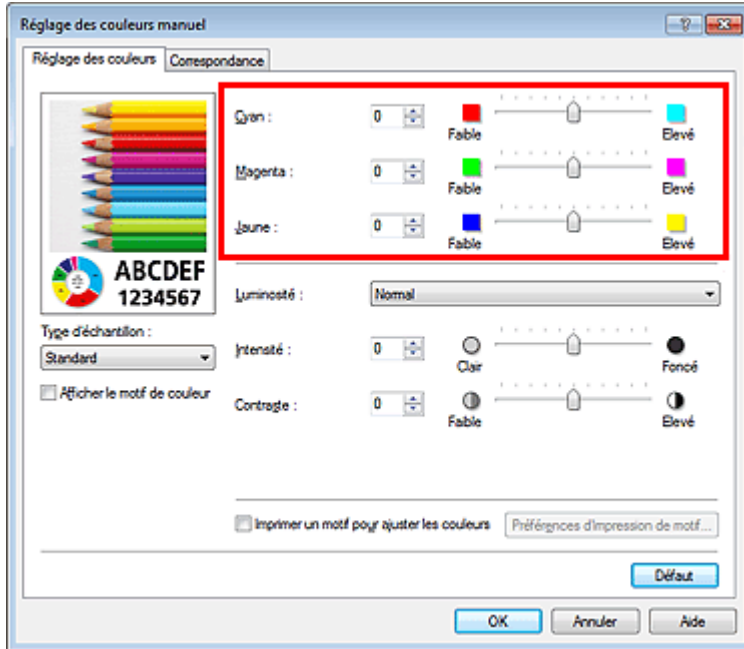 Réglage des couleurs manuel
Réglage des couleurs
Correspondance
Cyan :
0
Faible
Elevé
Magenta :
0
Faible
Elevé
Jaune :
0
Faible
Elevé
ABCDEF
1234567
Luminosité :
Normal
Type d'échantillon :
Standard
Intensité :
0
Clair
Foncé
Afficher le motif de couleur
Contraste :
0
Faible
Elevé
Imprimer un motif pour ajuster les couleurs
Préférences d'impression de motif...
Défaut
OK
Annuler
Aide